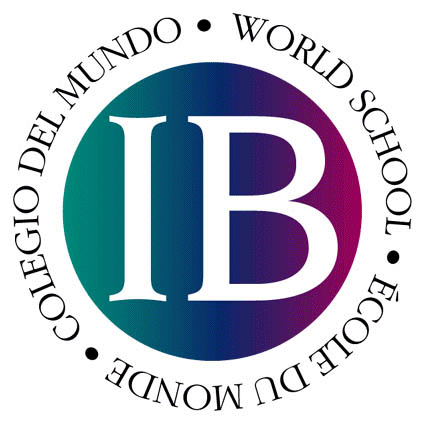 IB
WORLD SCHOOL • ÉCOLE DU MONDE • COLEGIO DEL MUNDO •